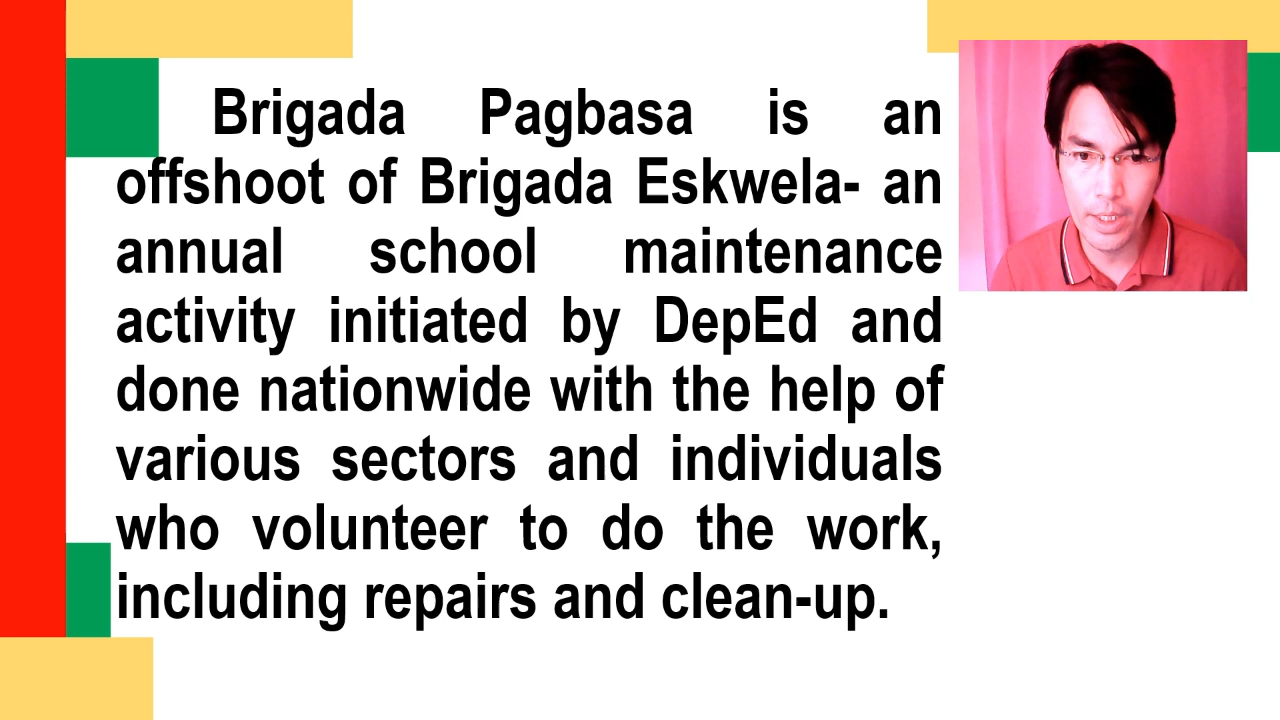 Brigada Pagbasa is an
offshoot of Brigada Eskwela- an
annual school maintenance
activity initiated by DepEd and
done nationwide with the help of
various sectors and individuals
who volunteer to do the work,
including repairs and clean-up.